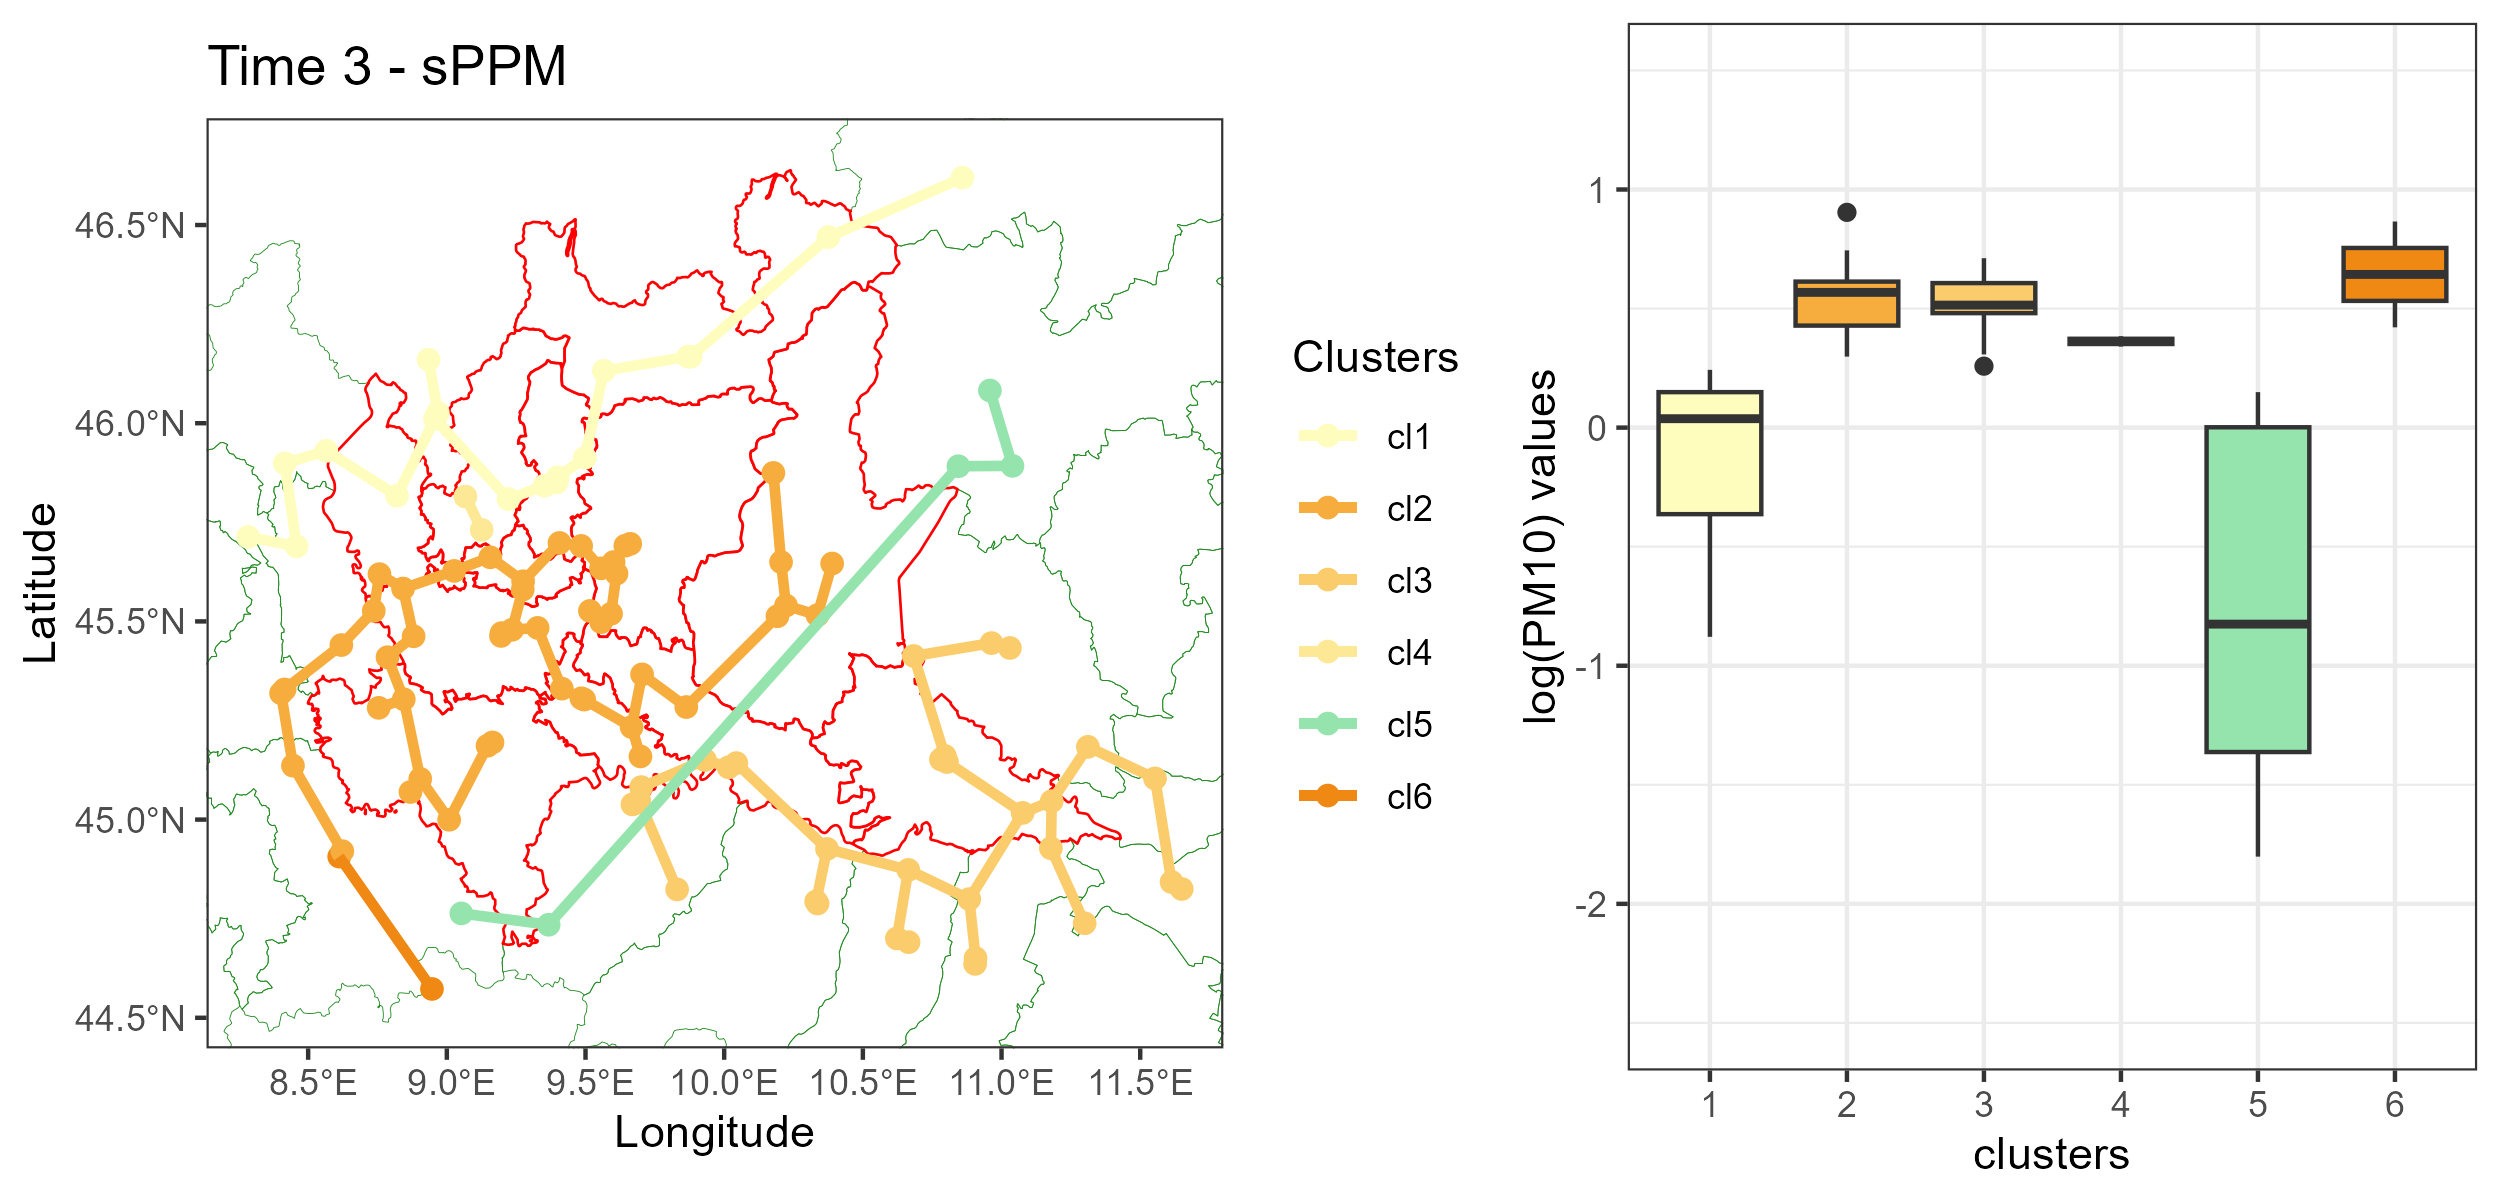 Time 3 - sPPM
Latitude
46.5°N
46.0°N
45.5°N
45.0°N
44.5°N
8.5°E 9.0°E 9.5°E 10.0°E 10.5°E 11.0°E 11.5°E
Longitude
Clusters
cl1
cl2
cl3
cl4
cl5
cl6
log(PM10) values
1
0
-1
-2
1 2 3 4 5 6
clusters